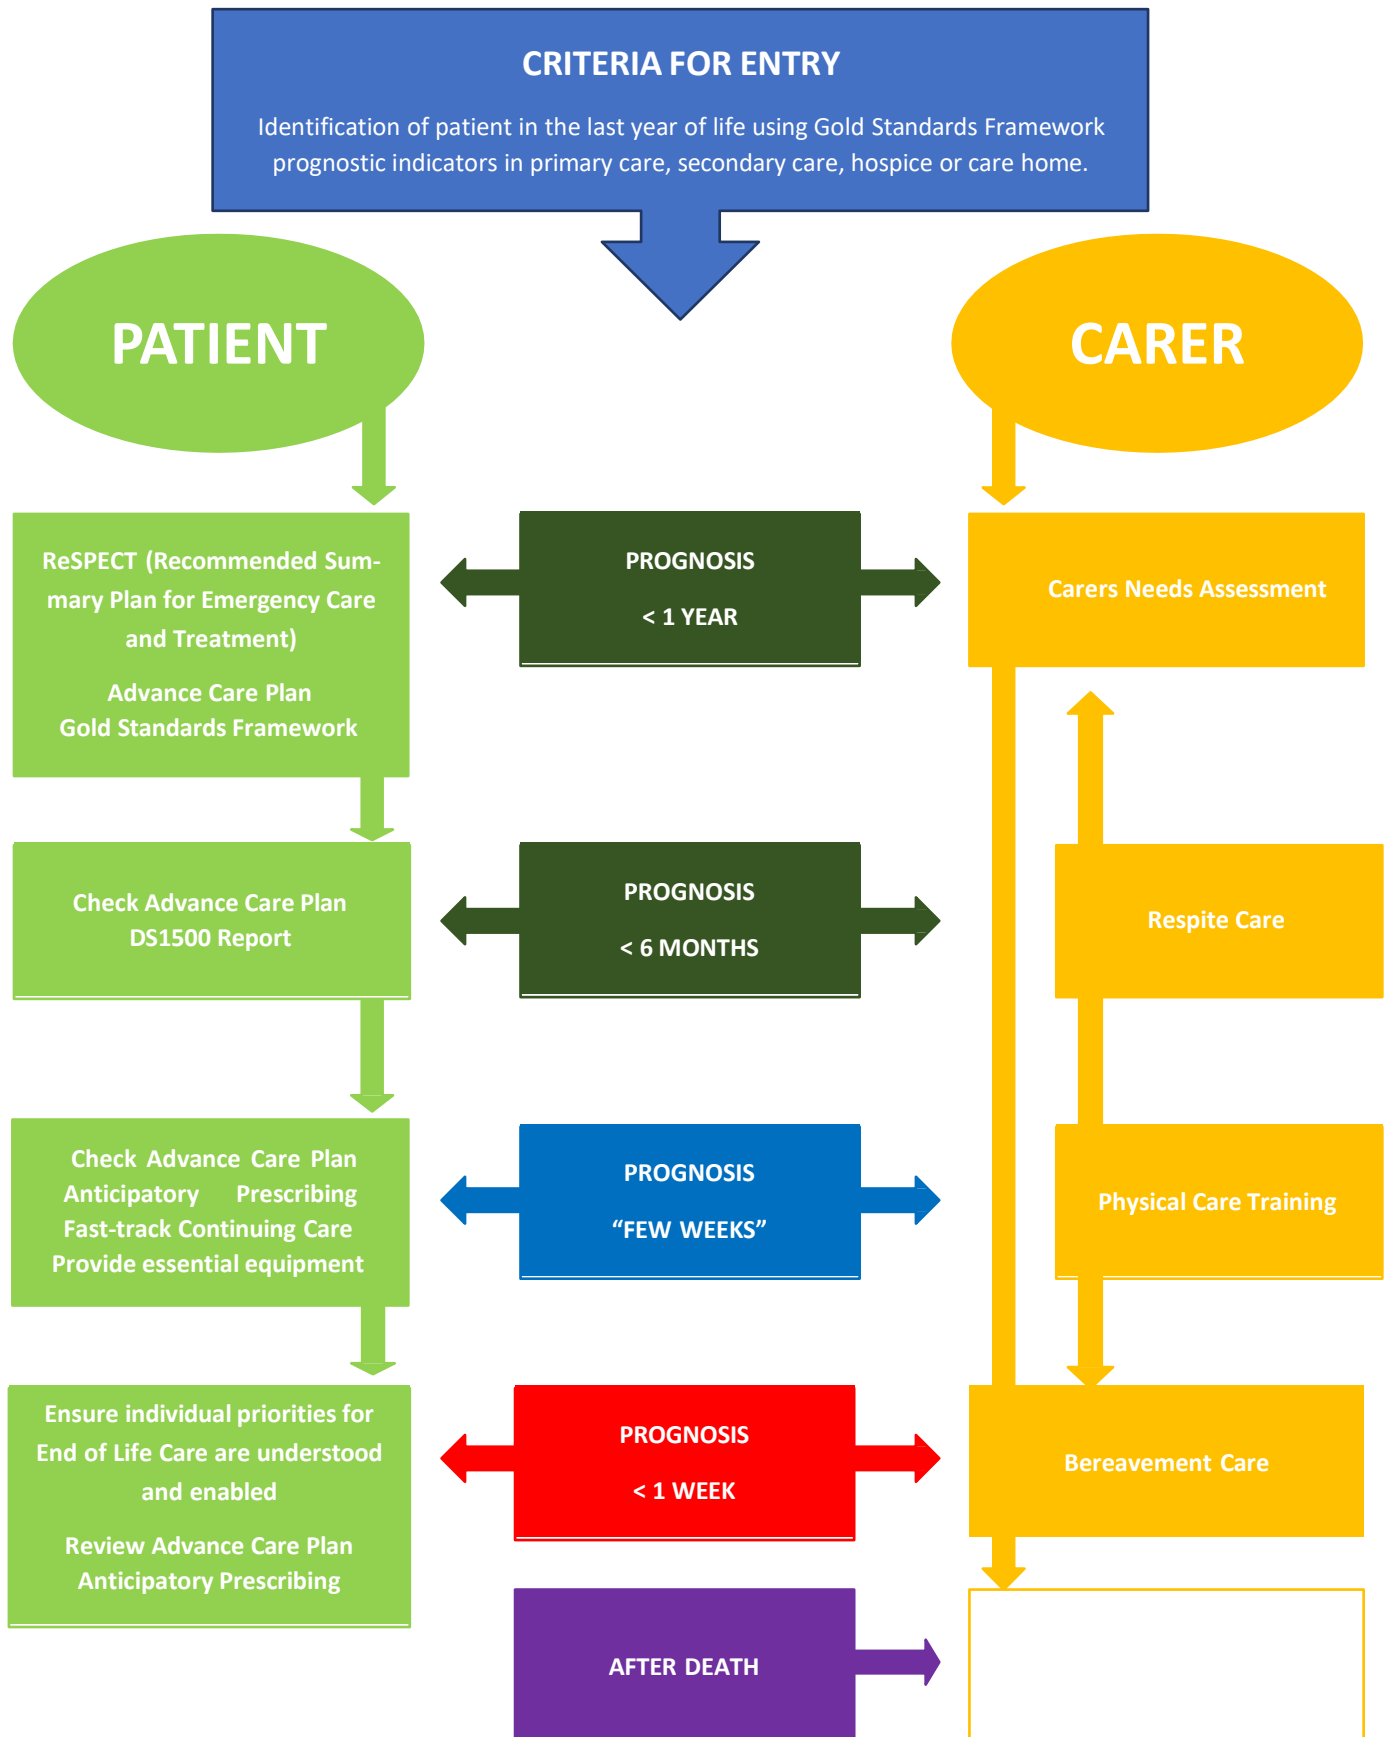 CRITERIA FOR ENTRY
Identification of patient in the last year of life using Gold Standards Framework
prognostic indicators in primary care, secondary care, hospice or care home.
PATIENT
CARER
ReSPECT (Recommended Sum-
mary Plan for Emergency Care
and Treatment)
Advance Care Plan
Gold Standards Framework
PROGNOSIS
< 1 YEAR
Carers Needs Assessment
Check Advance Care Plan
DS1500 Report
PROGNOSIS
< 6 MONTHS
Respite Care
Check Advance Care Plan
Anticipatory Prescribing
Fast-track Continuing Care
Provide essential equipment
PROGNOSIS
“FEW WEEKS”
Physical Care Training
Ensure individual priorities for
End of Life Care are understood
and enabled
Review Advance Care Plan
Anticipatory Prescribing
PROGNOSIS
< 1 WEEK
Bereavement Care
AFTER DEATH